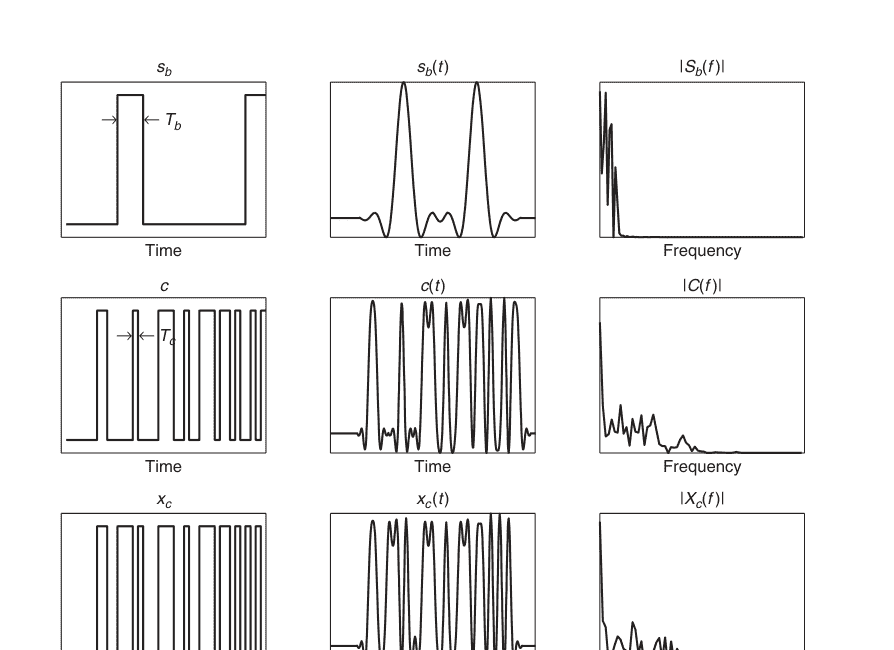 s_b s_b(t) |S_b(f)|
T_b
Time Time Frequency
c c(t) |C(f)|
T_c
Time Time Frequency
x_c x_c(t) |X_c(f)|